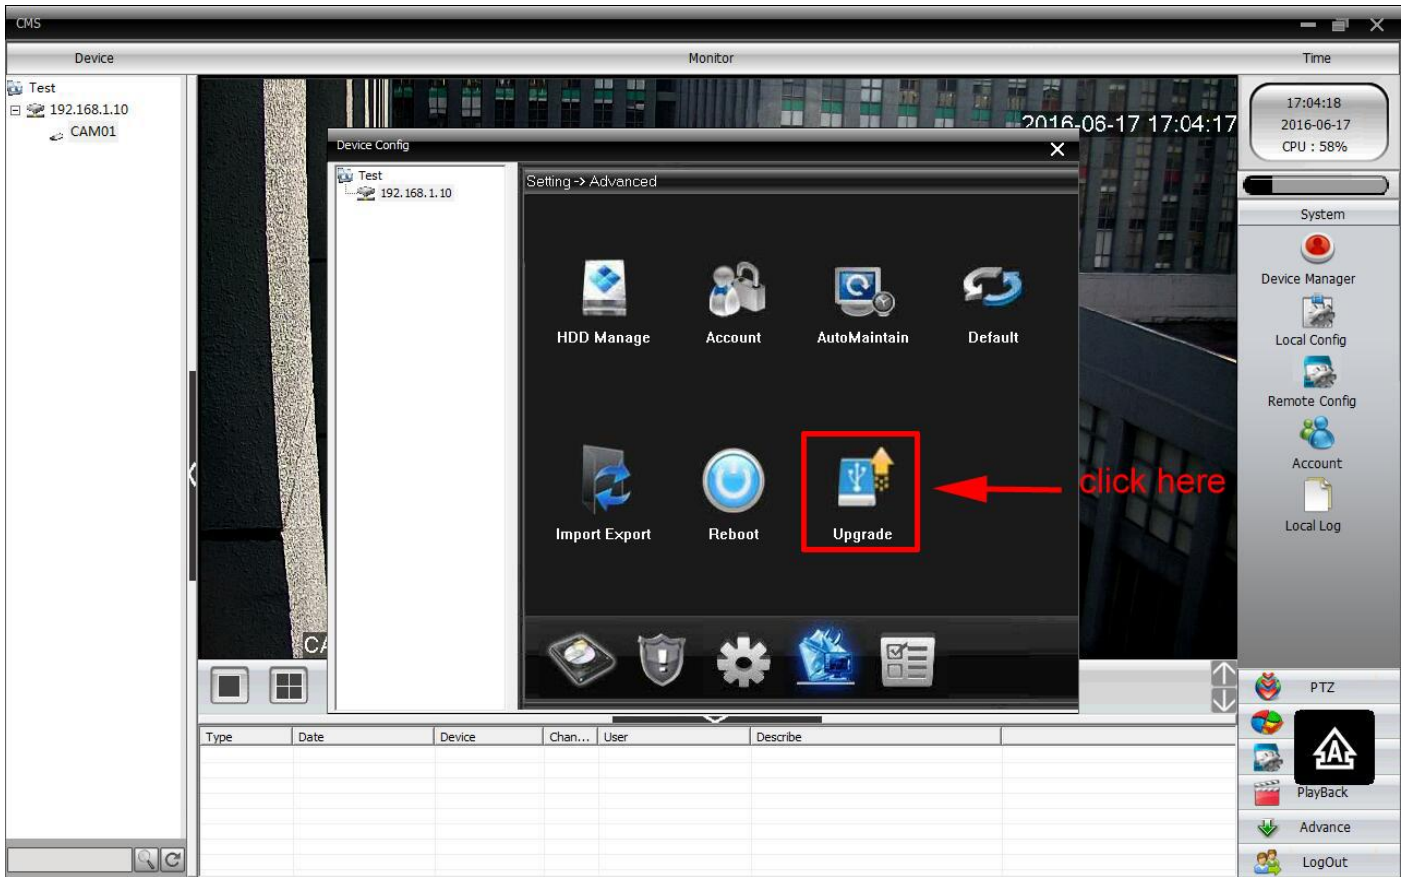 CMS
Device
Monitor
Time
Test
192.168.1.10
CAM01
2016-06-17 17:04:17
17:04:18
2016-06-17
CPU : 58%
Device Config
Test
192.168.1.10
Setting -> Advanced
HDD Manage
Account
AutoMaintain
Default
Import Export
Reboot
Upgrade
click here
System
Device Manager
Local Config
Remote Config
Account
Local Log
CA
PTZ
A
PlayBack
Advance
LogOut
Type
Date
Device
Chan...
User
Describe